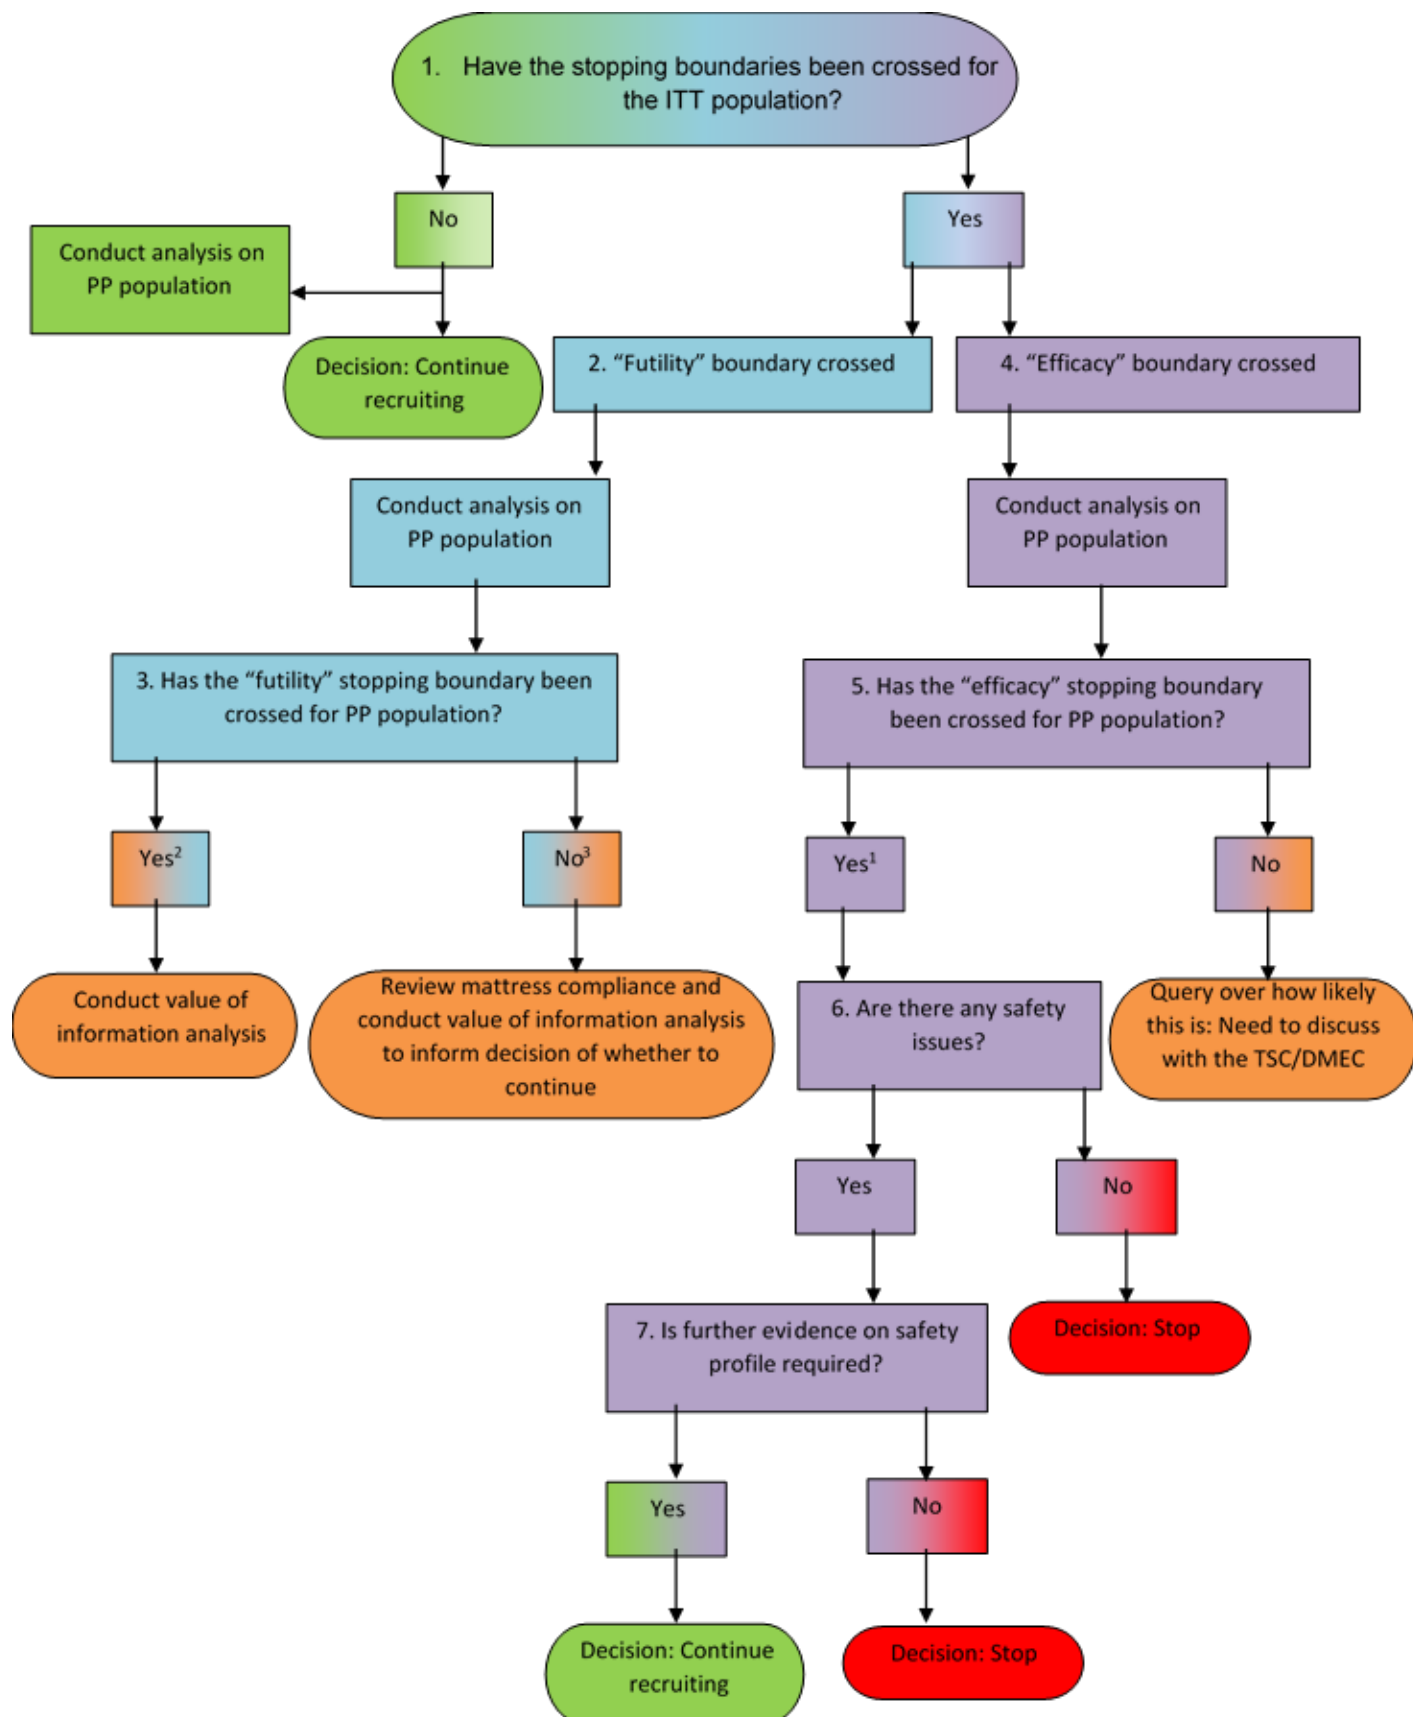 1. Have the stopping boundaries been crossed for
the ITT population?
No
Yes
Conduct analysis on
PP population
Decision: Continue
recruiting
2. “Futility” boundary crossed
4. “Efficacy” boundary crossed
Conduct analysis on
PP population
Conduct analysis on
PP population
3. Has the “futility” stopping boundary been
crossed for PP population?
5. Has the “efficacy” stopping boundary
been crossed for PP population?
Yes²
No³
Yes¹
No
Conduct value of
information analysis
Review mattress compliance and
conduct value of information analysis
to inform decision of whether to
continue
6. Are there any safety
issues?
Query over how likely
this is: Need to discuss
with the TSC/DMEC
Yes
No
7. Is further evidence on safety
profile required?
Decision: Stop
Yes
No
Decision: Continue
recruiting
Decision: Stop